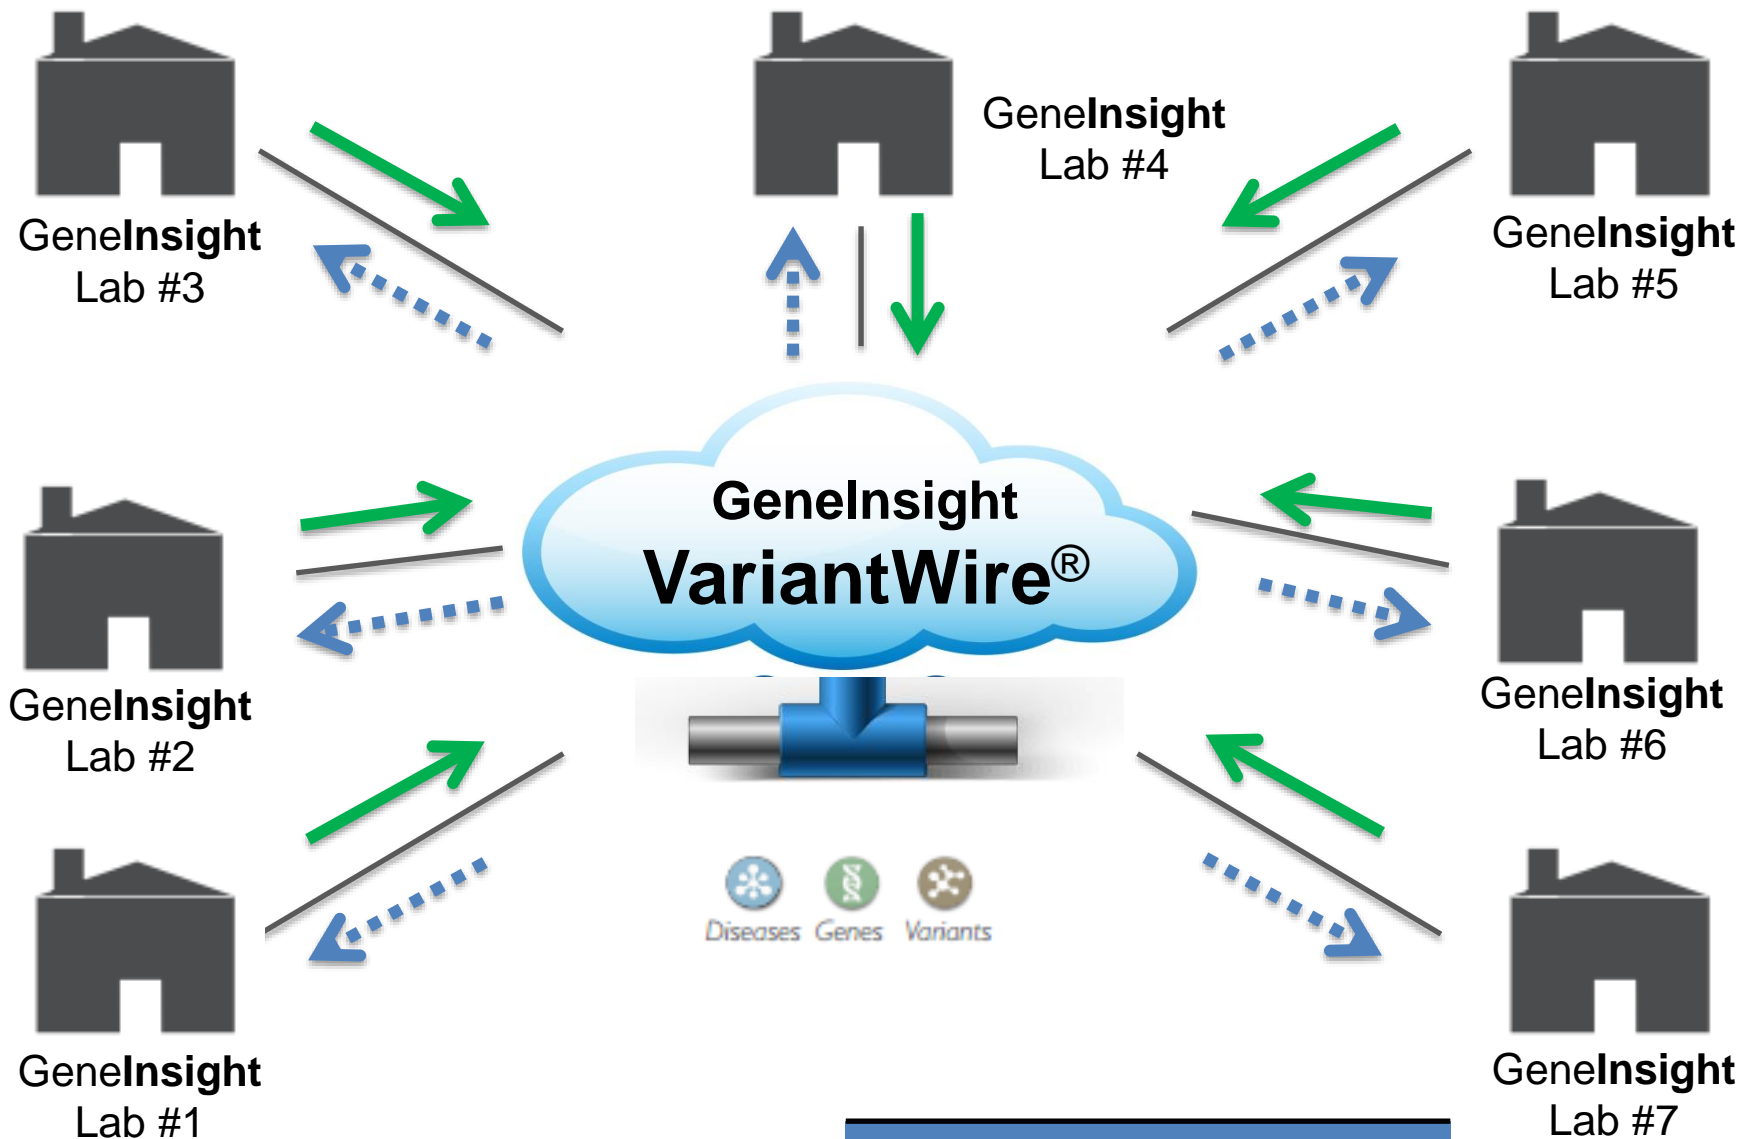 GeneInsight
Lab #4
GeneInsight
Lab #3
GeneInsight
Lab #5
GeneInsight
VariantWire®
GeneInsight
Lab #2
GeneInsight
Lab #6
Diseases Genes Variants
GeneInsight
Lab #1
GeneInsight
Lab #7